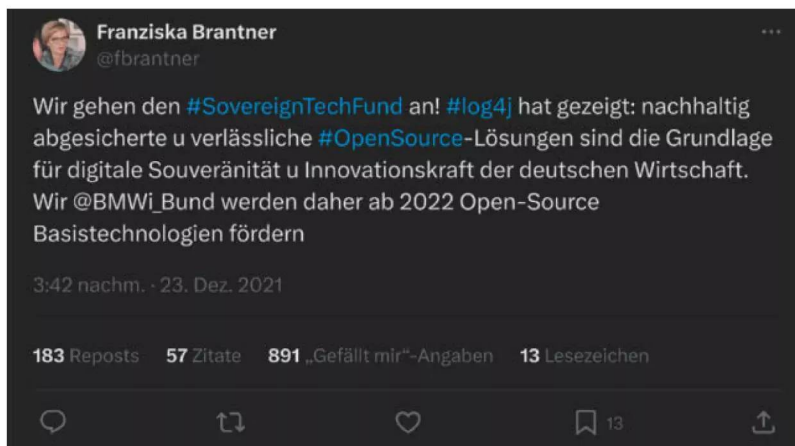 Franziska Brantner
@fbrantner
Wir gehen den #SovereignTechFund an! #log4j hat gezeigt: nachhaltig
abgesicherte u verlässliche #OpenSource-Lösungen sind die Grundlage
für digitale Souveränität u Innovationskraft der deutschen Wirtschaft.
Wir @BMWi_Bund werden daher ab 2022 Open-Source
Basistechnologien fördern
3:42 nachm. · 23. Dez. 2021
183 Reposts 57 Zitate 891 „Gefällt mir“-Angaben 13 Lesezeichen
13